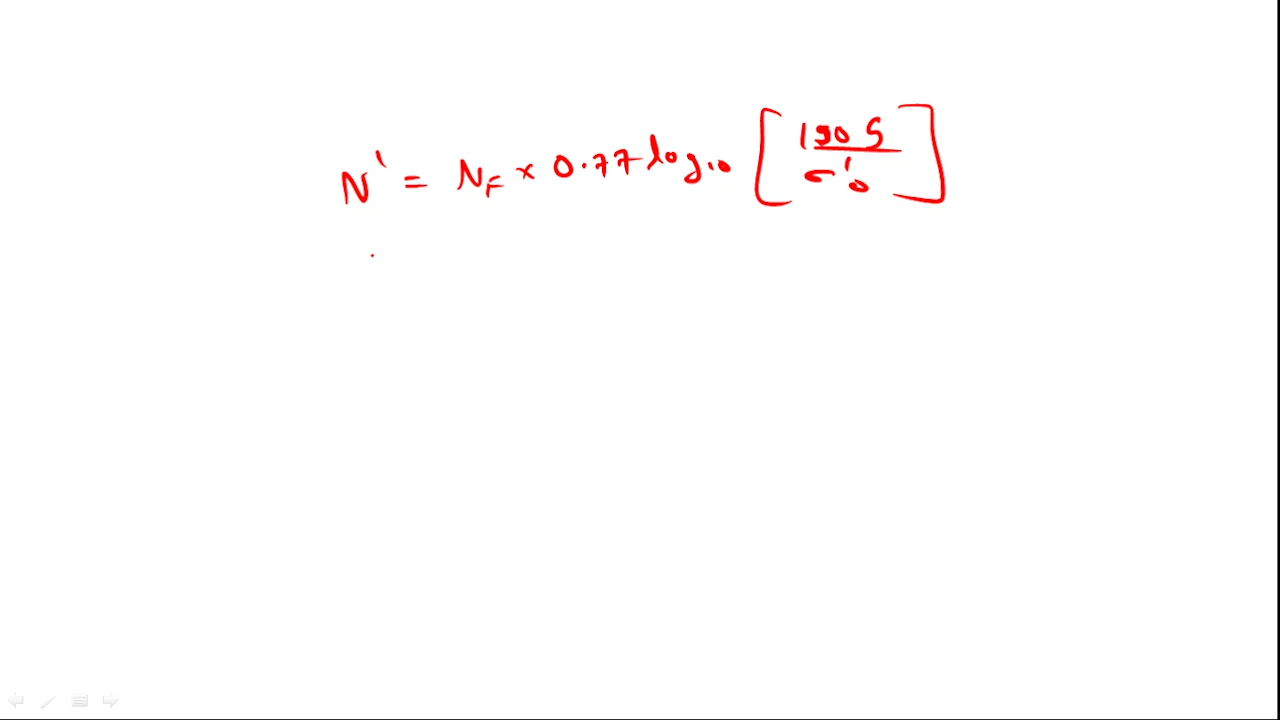 N' = N_F × 0.77 log₁₀ [ 1905 / σ'₀ ]